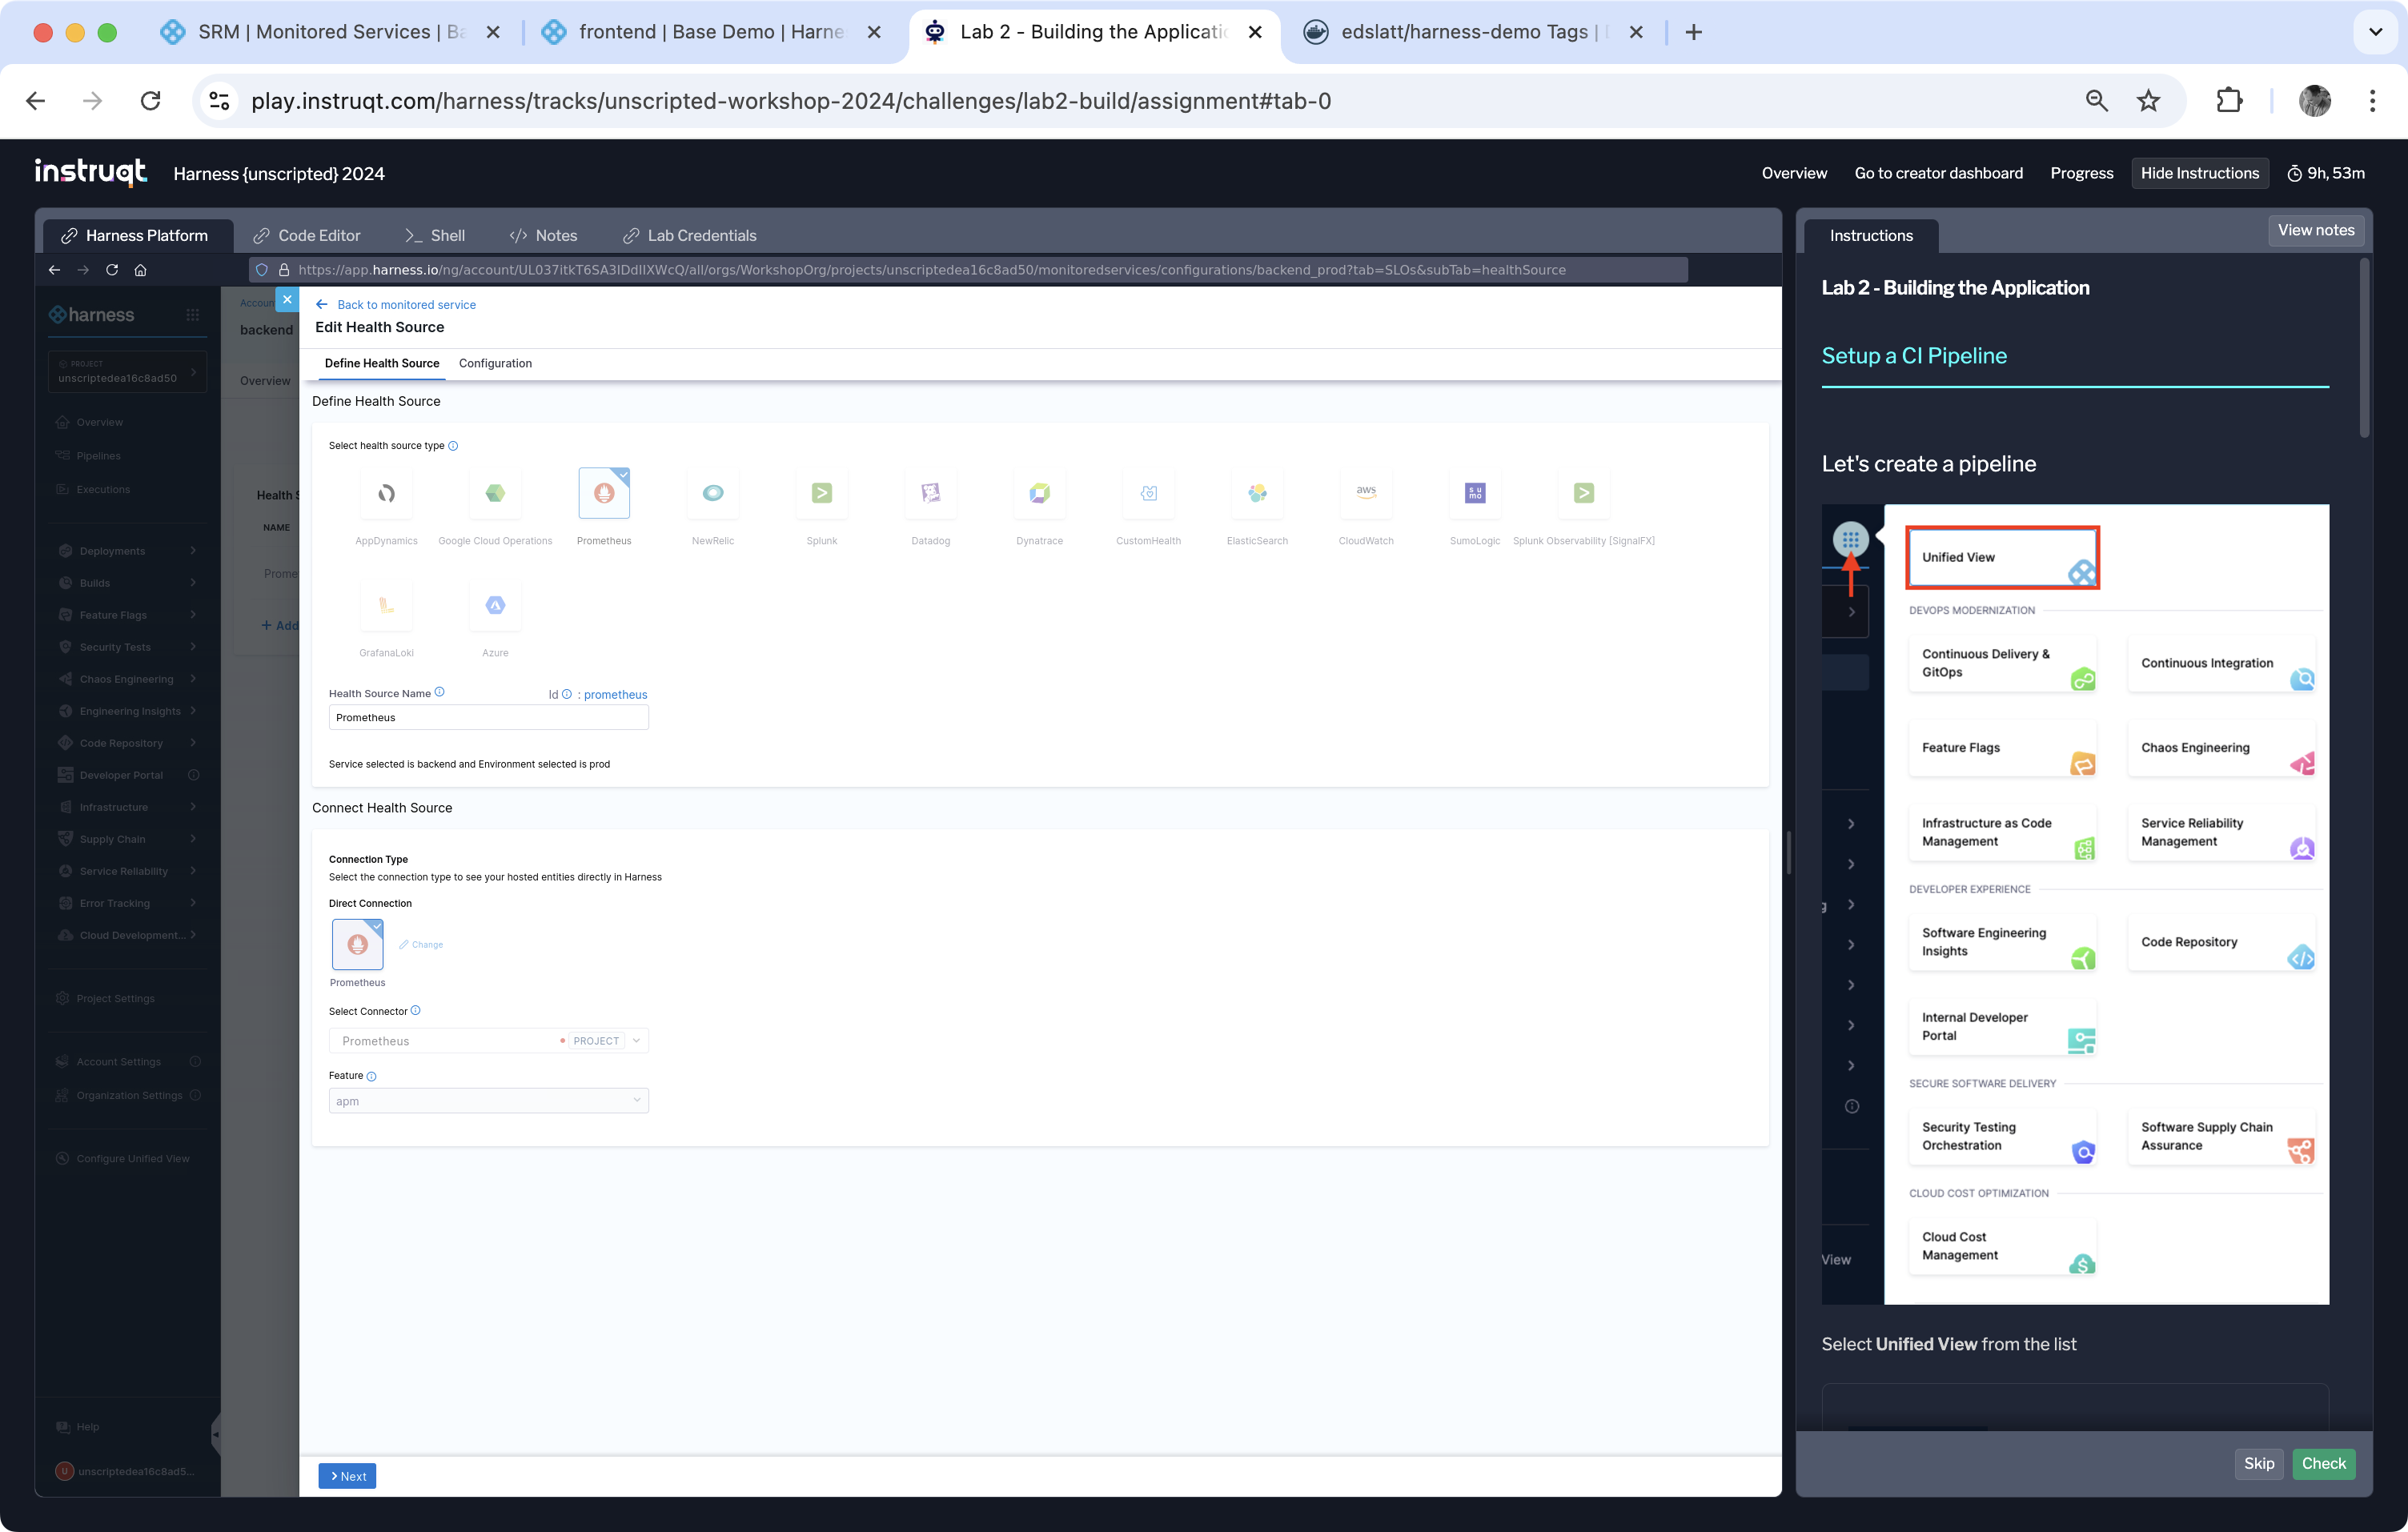 SRM | Monitored Services | Ba
frontend | Base Demo | Harne
Lab 2 - Building the Applicatio
edslatt/harness-demo Tags |
play.instruqt.com/harness/tracks/unscripted-workshop-2024/challenges/lab2-build/assignment#tab-0
instruqt
Harness {unscripted} 2024
Overview
Go to creator dashboard
Progress
Hide Instructions
9h, 53m
Harness Platform
Code Editor
Shell
Notes
Lab Credentials
https://app.harness.io/ng/account/UL037itkT6SA3IDdIIXWcQ/all/orgs/WorkshopOrg/projects/unscriptedea16c8ad50/monitoredservices/configurations/backend_prod?tab=SLOs&subTab=healthSource
harness
PROJECT
unscriptedea16c8ad50
Overview
Pipelines
Executions
Deployments
Builds
Feature Flags
Security Tests
Chaos Engineering
Engineering Insights
Code Repository
Developer Portal
Infrastructure
Supply Chain
Service Reliability
Error Tracking
Cloud Development...
Project Settings
Account Settings
Organization Settings
Configure Unified View
Help
U
unscriptedea16c8ad5...
Accoun
backend
Overview
Health S
NAME
Prome
+ Add
Back to monitored service
Edit Health Source
Define Health Source
Configuration
Define Health Source
Select health source type
AppDynamics
Google Cloud Operations
Prometheus
NewRelic
Splunk
Datadog
Dynatrace
CustomHealth
ElasticSearch
aws
CloudWatch
su
mo
SumoLogic
Splunk Observability [SignalFX]
GrafanaLoki
Azure
Health Source Name
Id : prometheus
Prometheus
Service selected is backend and Environment selected is prod
Connect Health Source
Connection Type
Select the connection type to see your hosted entities directly in Harness
Direct Connection
Change
Prometheus
Select Connector
Prometheus
PROJECT
Feature
apm
Next
Instructions
View notes
Lab 2 - Building the Application
Setup a CI Pipeline
Let's create a pipeline
Unified View
DEVOPS MODERNIZATION
Continuous Delivery &
GitOps
Continuous Integration
Feature Flags
Chaos Engineering
Infrastructure as Code
Management
Service Reliability
Management
DEVELOPER EXPERIENCE
Software Engineering
Insights
Code Repository
Internal Developer
Portal
SECURE SOFTWARE DELIVERY
Security Testing
Orchestration
Software Supply Chain
Assurance
CLOUD COST OPTIMIZATION
Cloud Cost
Management
g
View
Select Unified View from the list
Skip
Check